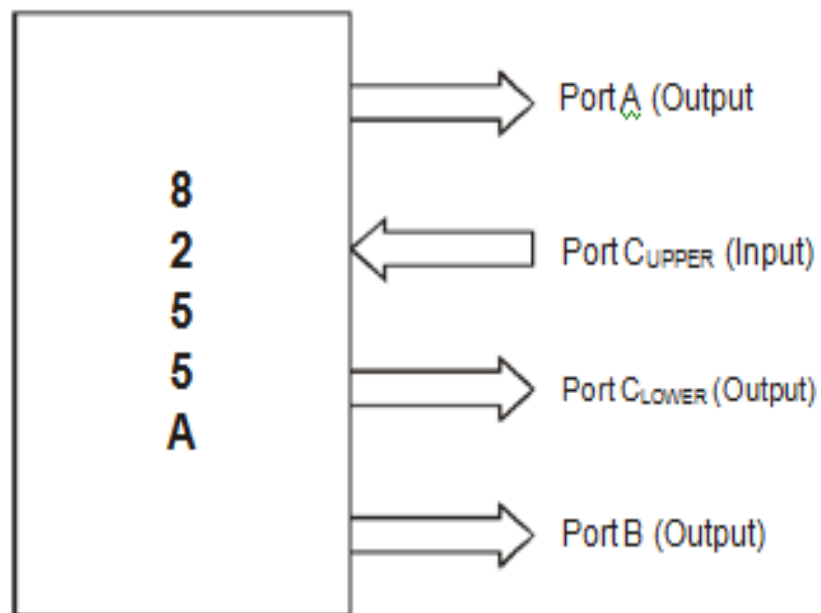 8
2
5
5
A
Port A (Output
Port CUPPER (Input)
Port CLOWER (Output)
Port B (Output)